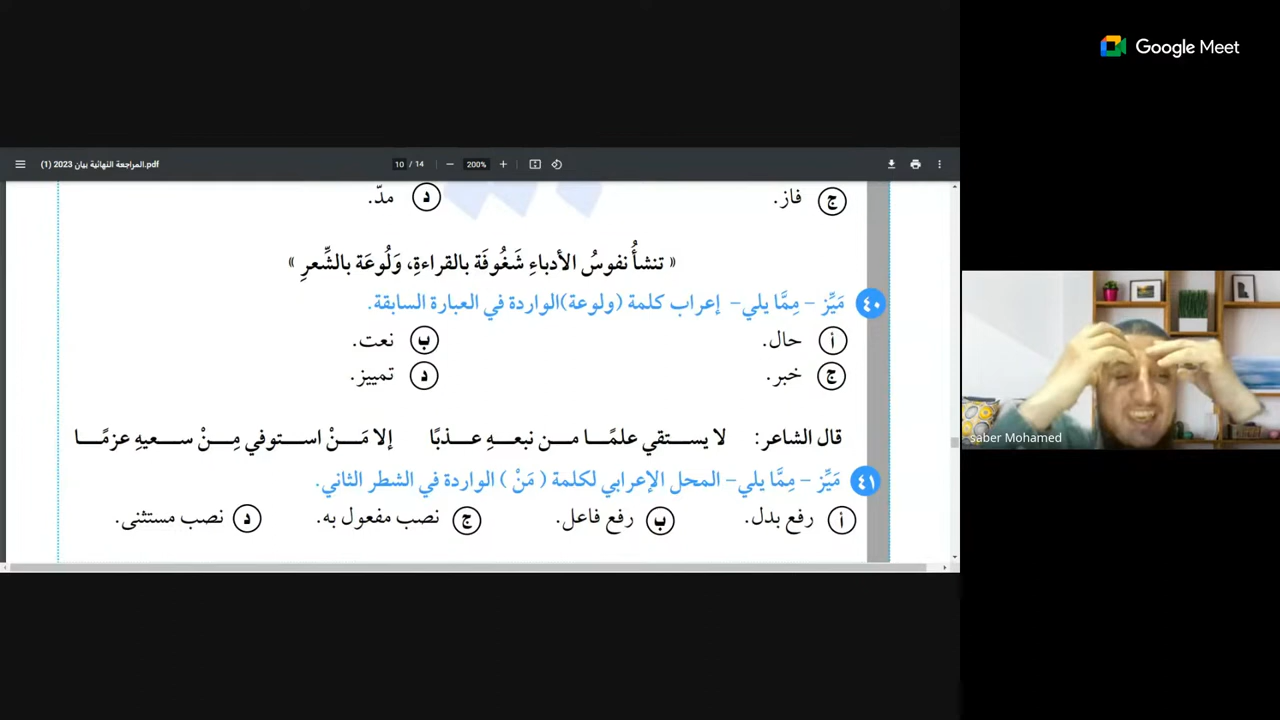 Google Meet
المراجعة النهائية بيان 2023 (1).pdf
10 / 14
200%
ج فاز.
د مدّ.
« تنشأُ نفوسُ الأدباءِ شَغُوفَة بالقراءةِ، وَلُوعَة بالشِّعرِ »
٤٠ مَيِّز – مِمَّا يلي– إعراب كلمة (ولوعة)الواردة في العبارة السابقة.
أ حال.
ب نعت.
ج خبر.
د تمييز.
قال الشاعر: لا يستقي علمًا من نبعهِ عذبًا إلا مَنْ استوفي مِنْ سعيهِ عزمًا
٤١ مَيِّز – مِمَّا يلي– المحل الإعرابي لكلمة ( مَنْ ) الواردة في الشطر الثاني.
أ رفع بدل.
ب رفع فاعل.
ج نصب مفعول به.
د نصب مستثنى.
saber Mohamed